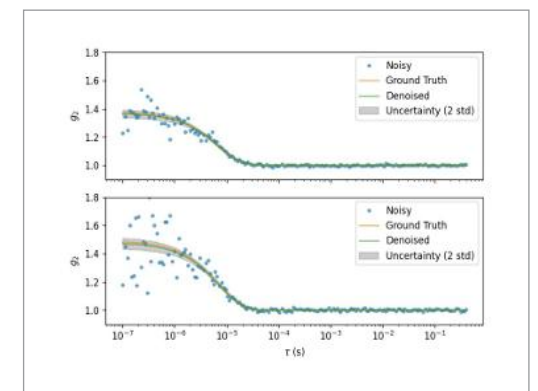 1.8
1.6
1.4
1.2
1.0
g₂
Noisy
Ground Truth
Denoised
Uncertainty (2 std)
1.8
1.6
1.4
1.2
1.0
g₂
Noisy
Ground Truth
Denoised
Uncertainty (2 std)
10⁻⁷ 10⁻⁶ 10⁻⁵ 10⁻⁴ 10⁻³ 10⁻² 10⁻¹
τ (s)